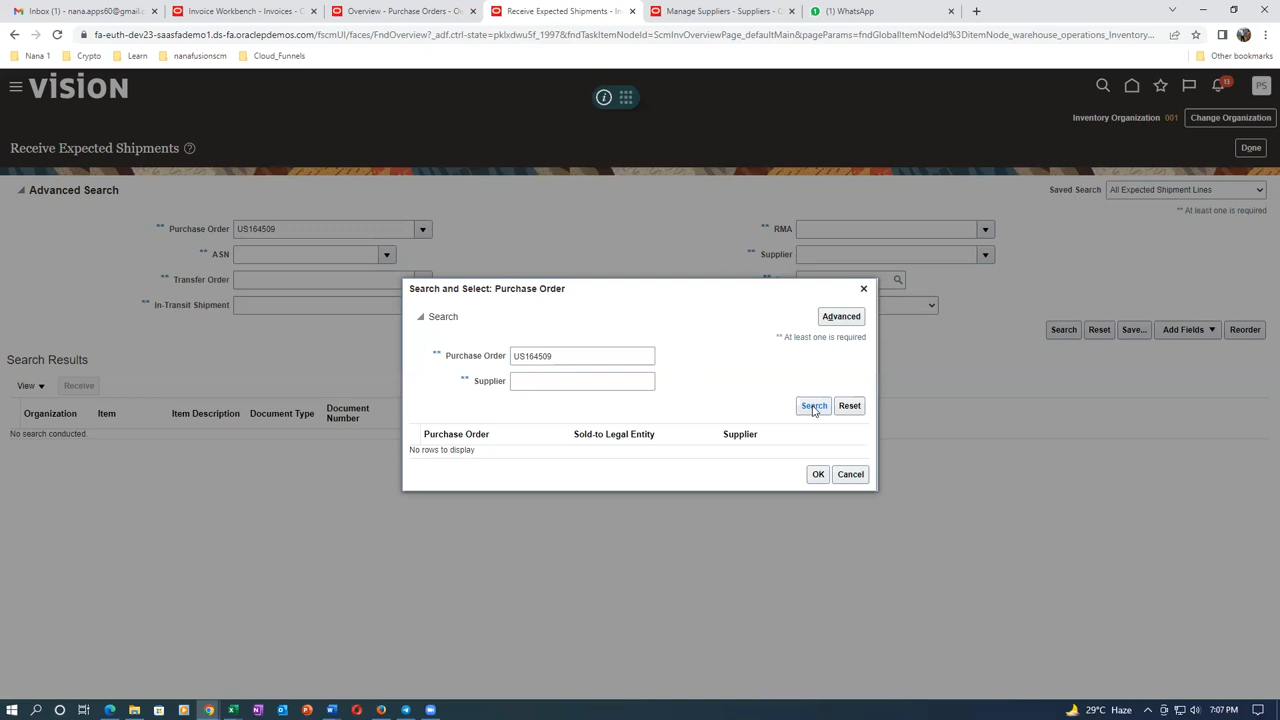 Inbox (1) - nana.apps60@gmail.c
Invoice Workbench - Invoices - O
Overview - Purchase Orders - O
Receive Expected Shipments - In
Manage Suppliers - Suppliers - O
(1) WhatsApp
fa-euth-dev23-saasfademo1.ds-fa.oraclepdemos.com/fscmUI/faces/FndOverview?_adf.ctrl-state=pklxdwu5f_1997&fndTaskItemNodeId=ScmInvOverviewPage_defaultMain&pageParams=fndGlobalItemNodeId%3DitemNode_warehouse_operations_Inventory...
Nana 1
Crypto
Learn
nanafusionscm
Cloud_Funnels
Other bookmarks
VISION
13
PS
Inventory Organization 001 Change Organization
Receive Expected Shipments
Done
Advanced Search
Saved Search All Expected Shipment Lines
** At least one is required
** Purchase Order US164509
** RMA
** ASN
** Supplier
** Transfer Order
** In-Transit Shipment
Search Reset Save... Add Fields Reorder
Search Results
View Receive
Organization Item Item Description Document Type Document Number
No search conducted.
Search and Select: Purchase Order
Search
Advanced
** At least one is required
** Purchase Order US164509
** Supplier
Search Reset
Purchase Order Sold-to Legal Entity Supplier
No rows to display
OK Cancel
29°C Haze
7:07 PM